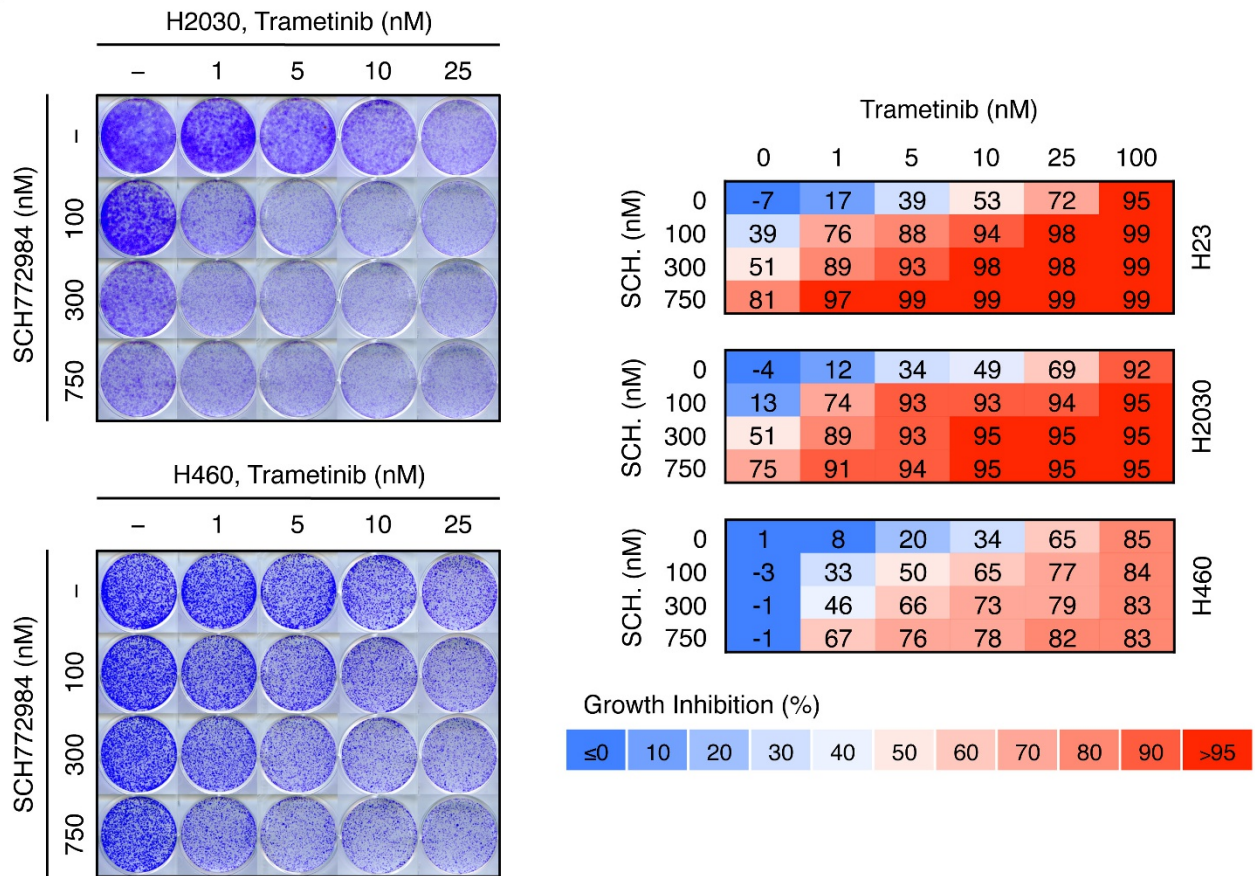 H2030, Trametinib (nM)
– 1 5 10 25
SCH772984 (nM)
–
100
300
750
H460, Trametinib (nM)
– 1 5 10 25
SCH772984 (nM)
–
100
300
750
Trametinib (nM)
0 1 5 10 25 100
SCH. (nM)
0 -7 17 39 53 72 95
100 39 76 88 94 98 99
300 51 89 93 98 98 99
750 81 97 99 99 99 99
H23
SCH. (nM)
0 -4 12 34 49 69 92
100 13 74 93 93 94 95
300 51 89 93 95 95 95
750 75 91 94 95 95 95
H2030
SCH. (nM)
0 1 8 20 34 65 85
100 -3 33 50 65 77 84
300 -1 46 66 73 79 83
750 -1 67 76 78 82 83
H460
Growth Inhibition (%)
≤0 10 20 30 40 50 60 70 80 90 >95